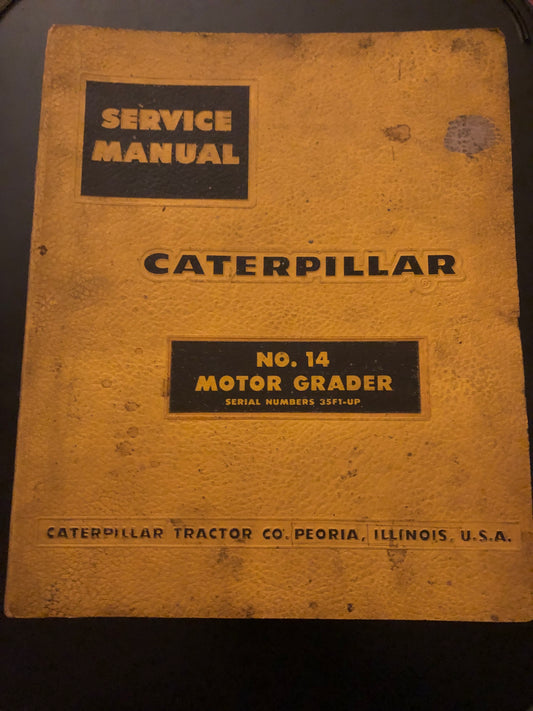 SERVICE
MANUAL
CATERPILLAR
®
NO. 14
MOTOR GRADER
SERIAL NUMBERS 35F1-UP
CATERPILLAR TRACTOR CO. PEORIA, ILLINOIS, U.S.A.